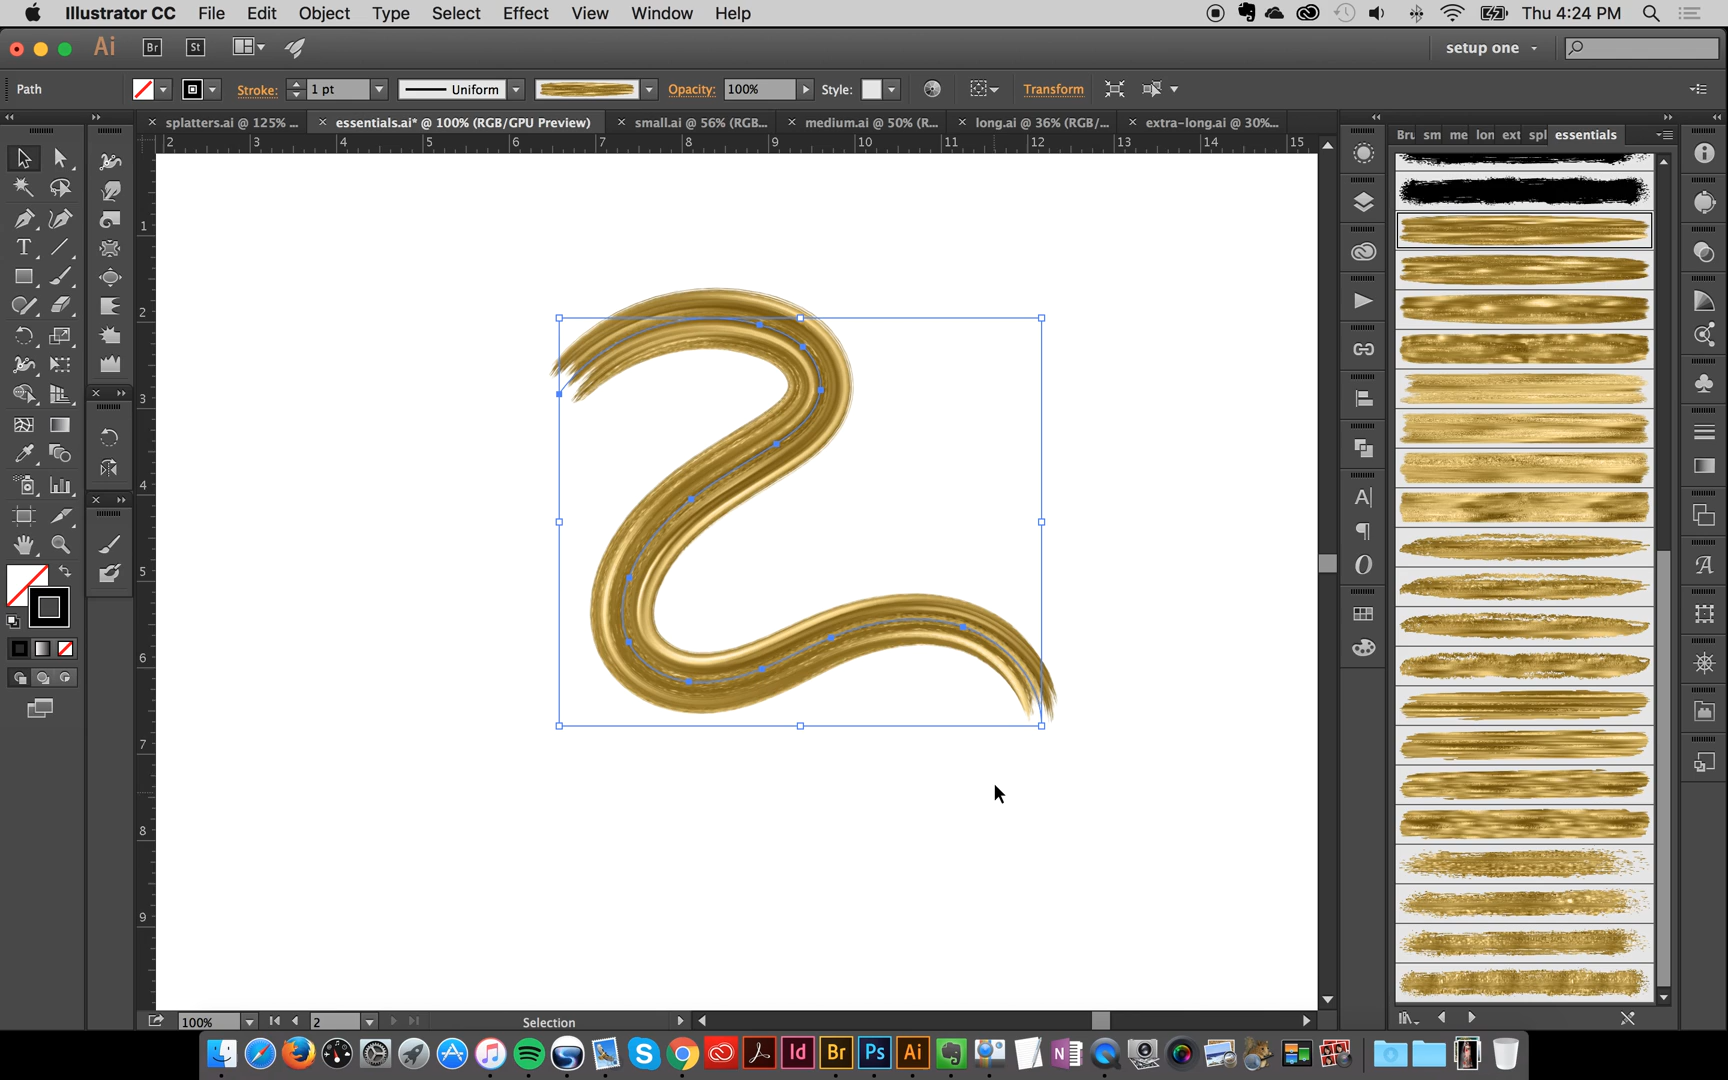 Illustrator CC File Edit Object Type Select Effect View Window Help Thu 4:24 PM
Ai Br St setup one
Path Stroke: 1 pt Uniform Opacity: 100% Style: Transform
splatters.ai @ 125% ... essentials.ai* @ 100% (RGB/GPU Preview) small.ai @ 56% (RGB... medium.ai @ 50% (R... long.ai @ 36% (RGB/... extra-long.ai @ 30%...
Bru sm me lon ext spl essentials
2 3 4 5 6 7 8 9 10 11 12 13 14 15
1
2
3
4
5
6
7
8
9
100% 2 Selection
Id Br Ps Ai N